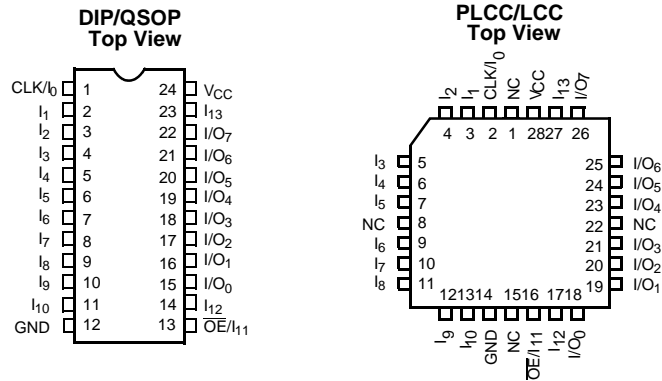 DIP/QSOP
Top View
CLK/I0 1 24 VCC
I1 2 23 I13
I2 3 22 I/O7
I3 4 21 I/O6
I4 5 20 I/O5
I5 6 19 I/O4
I6 7 18 I/O3
I7 8 17 I/O2
I8 9 16 I/O1
I9 10 15 I/O0
I10 11 14 I12
GND 12 13 O̅E̅/I11
PLCC/LCC
Top View
I2 I1 CLK/I0 NC VCC I13 I/O7
4 3 2 1 28 27 26
I3 5 25 I/O6
I4 6 24 I/O5
I5 7 23 I/O4
NC 8 22 NC
I6 9 21 I/O3
I7 10 20 I/O2
I8 11 19 I/O1
12 13 14 15 16 17 18
I9 I10 GND NC O̅E̅/I11 I12 I/O0